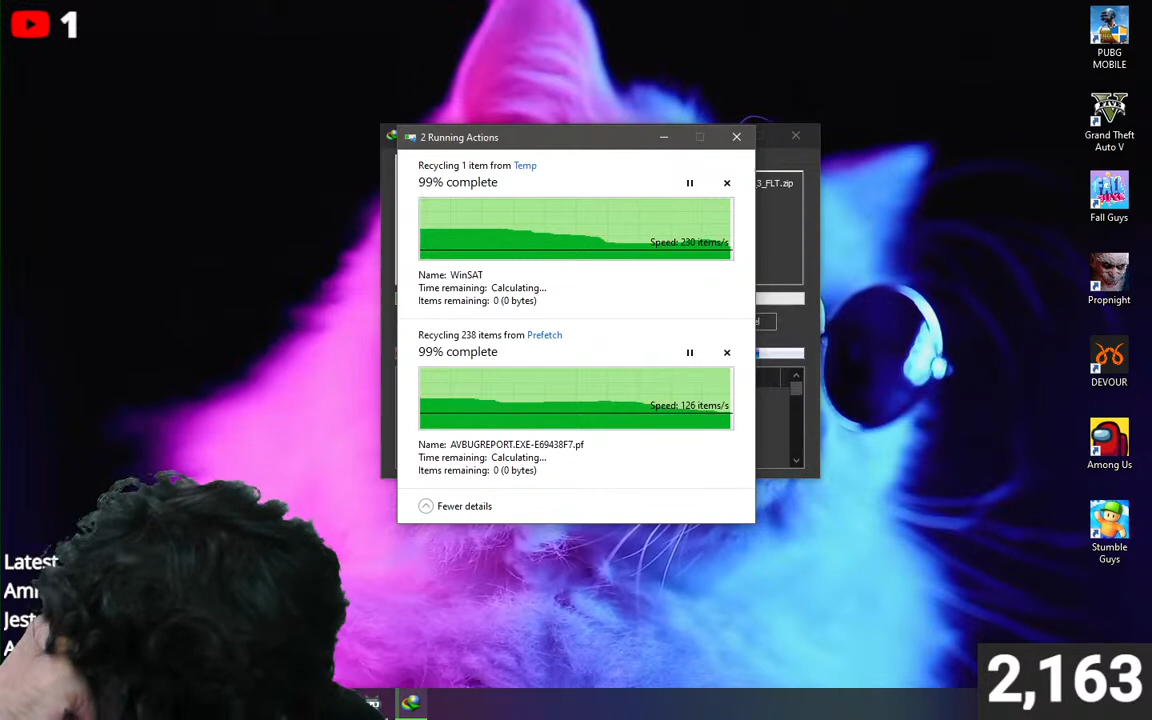 1
2 Running Actions
Recycling 1 item from Temp
99% complete
Speed: 230 items/s
Name: WinSAT
Time remaining: Calculating...
Items remaining: 0 (0 bytes)
Recycling 238 items from Prefetch
99% complete
Speed: 126 items/s
Name: AVBUGREPORT.EXE-E69438F7.pf
Time remaining: Calculating...
Items remaining: 0 (0 bytes)
Fewer details
3_FLT.zip
PUBG
MOBILE
Grand Theft
Auto V
Fall Guys
Propnight
DEVOUR
Among Us
Stumble
Guys
Latest
2,163